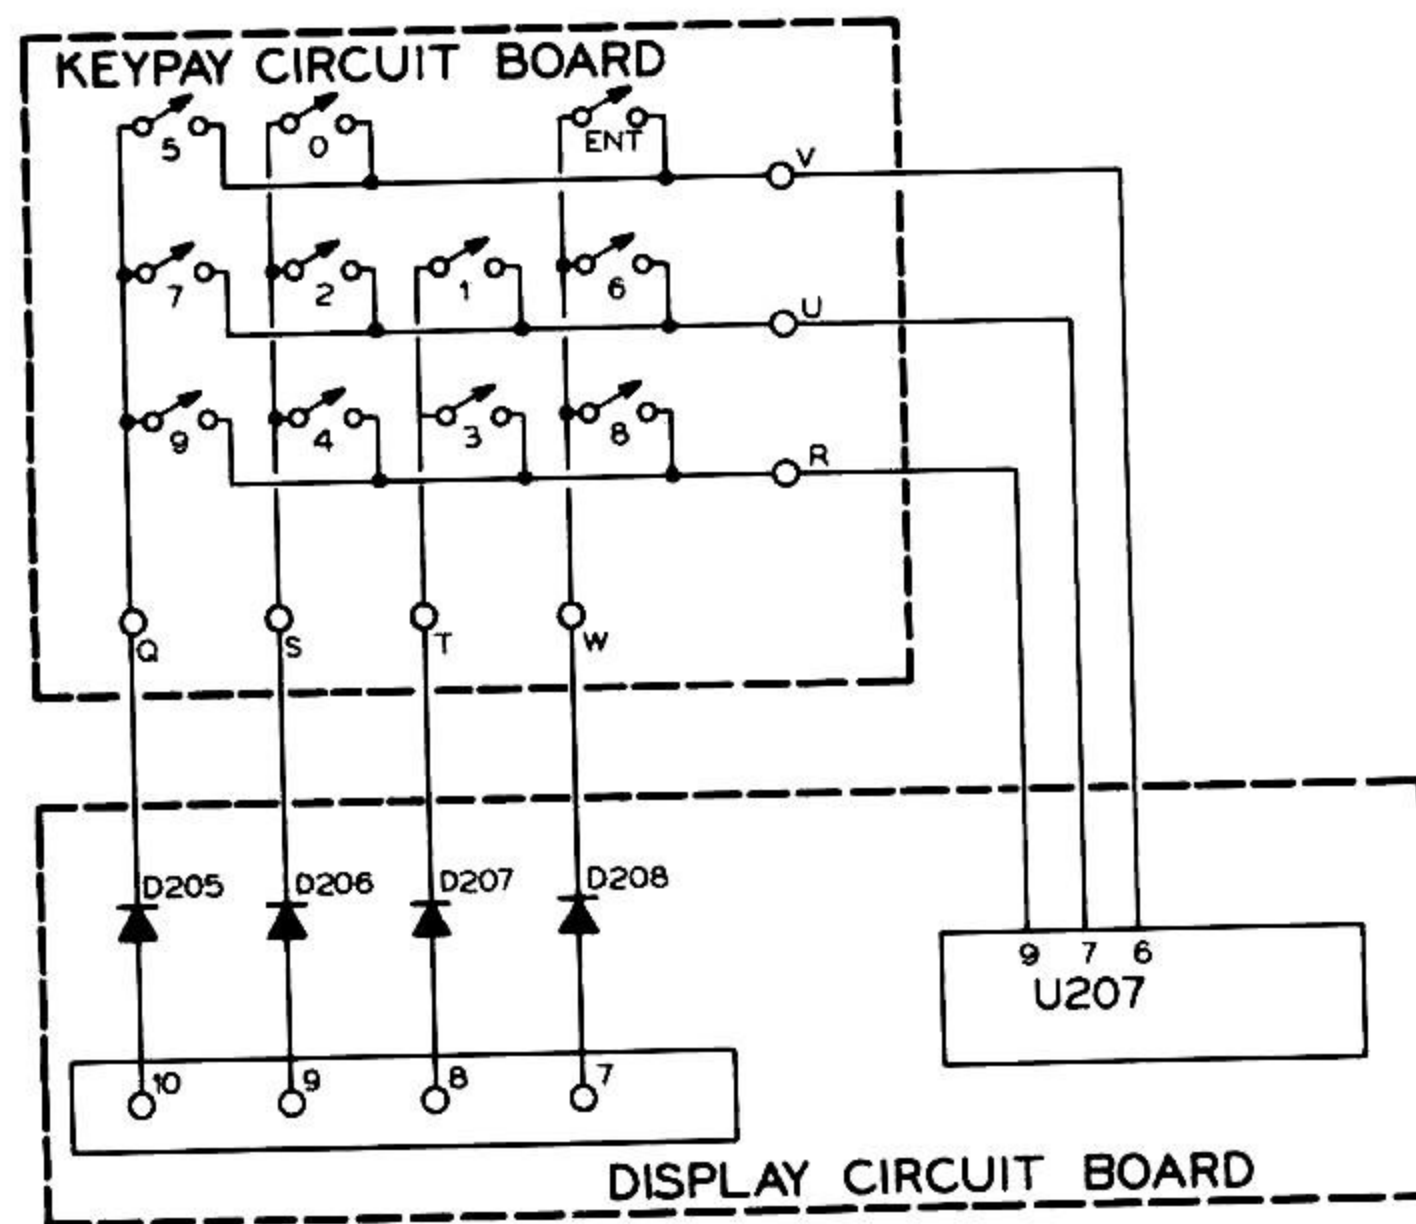 KEYPAY CIRCUIT BOARD
5 0 ENT V
7 2 1 6 U
9 4 3 8 R
Q S T W
D205 D206 D207 D208
9 7 6
U207
10 9 8 7
DISPLAY CIRCUIT BOARD